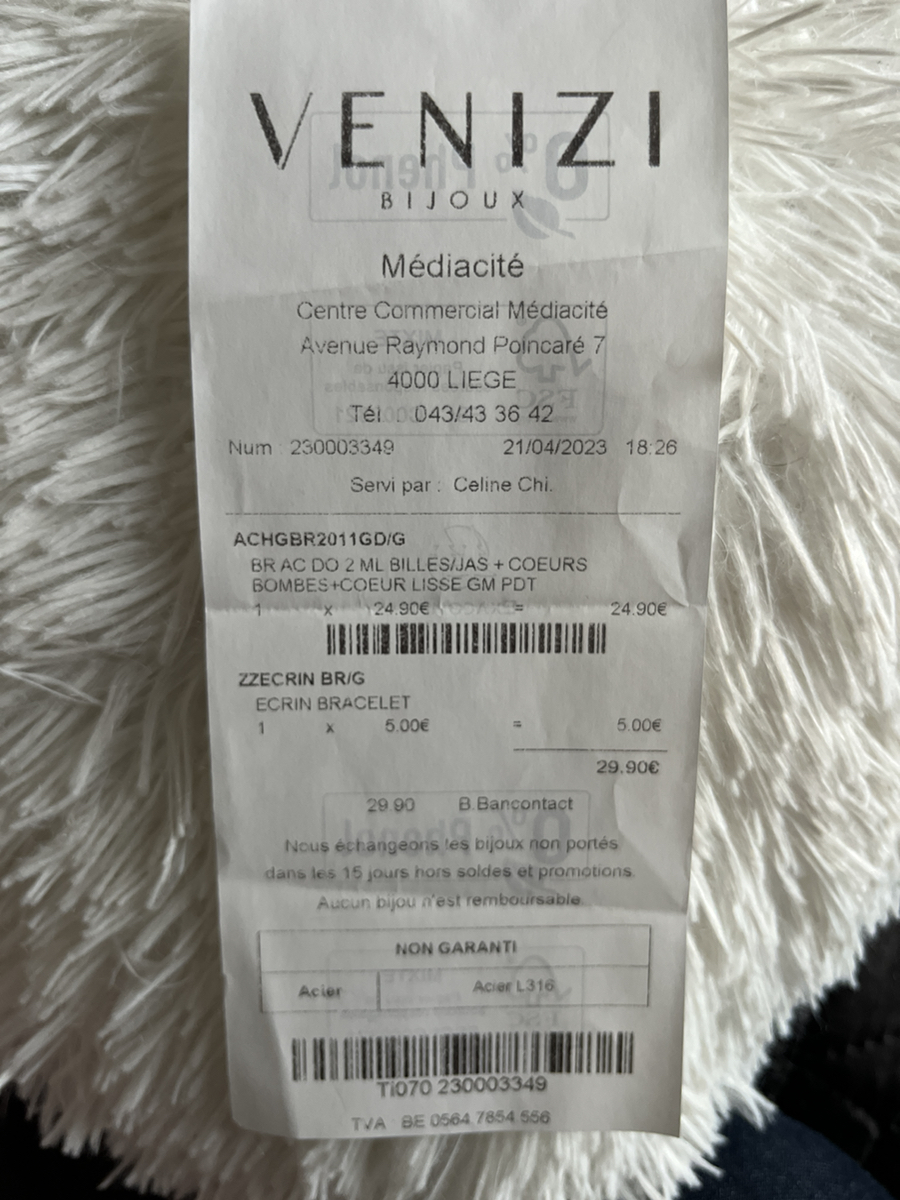 VENIZI
BIJOUX
Médiacité
Centre Commercial Médiacité
Avenue Raymond Poincaré 7
4000 LIEGE
Tél : 043/43 36 42
Num : 230003349 21/04/2023 18:26
Servi par : Celine Chi.
ACHGBR2011GD/G
BR AC DO 2 ML BILLES/JAS + COEURS
BOMBES+COEUR LISSE GM PDT
1 x 24.90€ = 24.90€
ZZECRIN BR/G
ECRIN BRACELET
1 x 5.00€ = 5.00€
29.90€
29.90 B.Bancontact
Nous échangeons les bijoux non portés
dans les 15 jours hors soldes et promotions.
Aucun bijou n'est remboursable.
NON GARANTI
Acier Acier L316
Ti070 230003349
TVA : BE 0564.7854.556